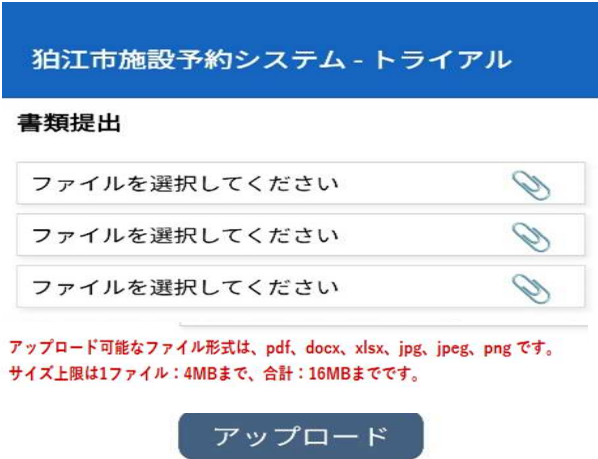 狛江市施設予約システム - トライアル
書類提出
ファイルを選択してください
ファイルを選択してください
ファイルを選択してください
アップロード可能なファイル形式は、pdf、docx、xlsx、jpg、jpeg、png です。
サイズ上限は1ファイル：4MBまで、合計：16MBまでです。
アップロード